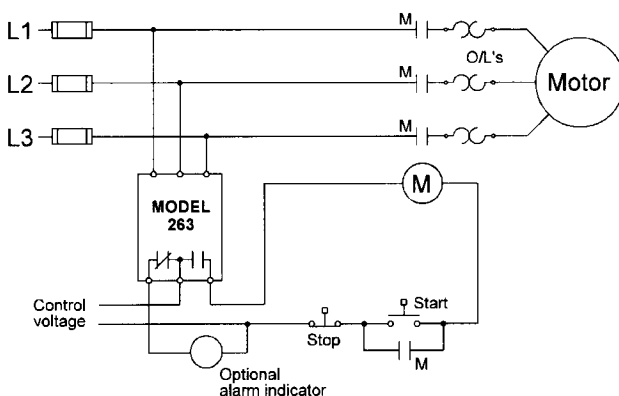 L1
M
O/L's
L2
M
Motor
L3
M
MODEL
263
M
Control
voltage
Start
Stop
M
Optional
alarm indicator